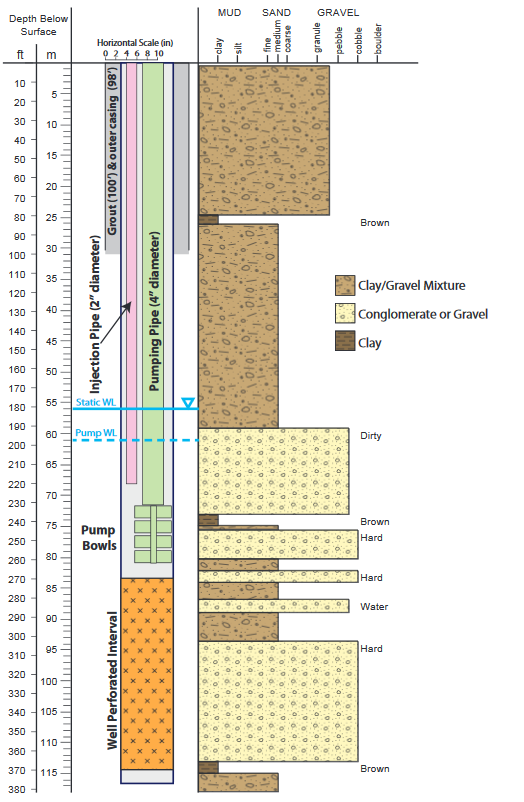 MUD SAND GRAVEL
Depth Below
Surface
ft m
Horizontal Scale (in)
0 2 4 6 8 10
clay
silt
fine
medium
coarse
granule
pebble
cobble
boulder
10
20
30
40
50
60
70
80
90
100
110
120
130
140
150
160
170
180
190
200
210
220
230
240
250
260
270
280
290
300
310
320
330
340
350
360
370
380
5
10
15
20
25
30
35
40
45
50
55
60
65
70
75
80
85
90
95
100
105
110
115
Grout (100') & outer casing (98')
Injection Pipe (2" diameter)
Pumping Pipe (4" diameter)
Static WL
Pump WL
Pump
Bowls
Well Perforated Interval
Brown
Dirty
Brown
Hard
Hard
Water
Hard
Brown
Clay/Gravel Mixture
Conglomerate or Gravel
Clay